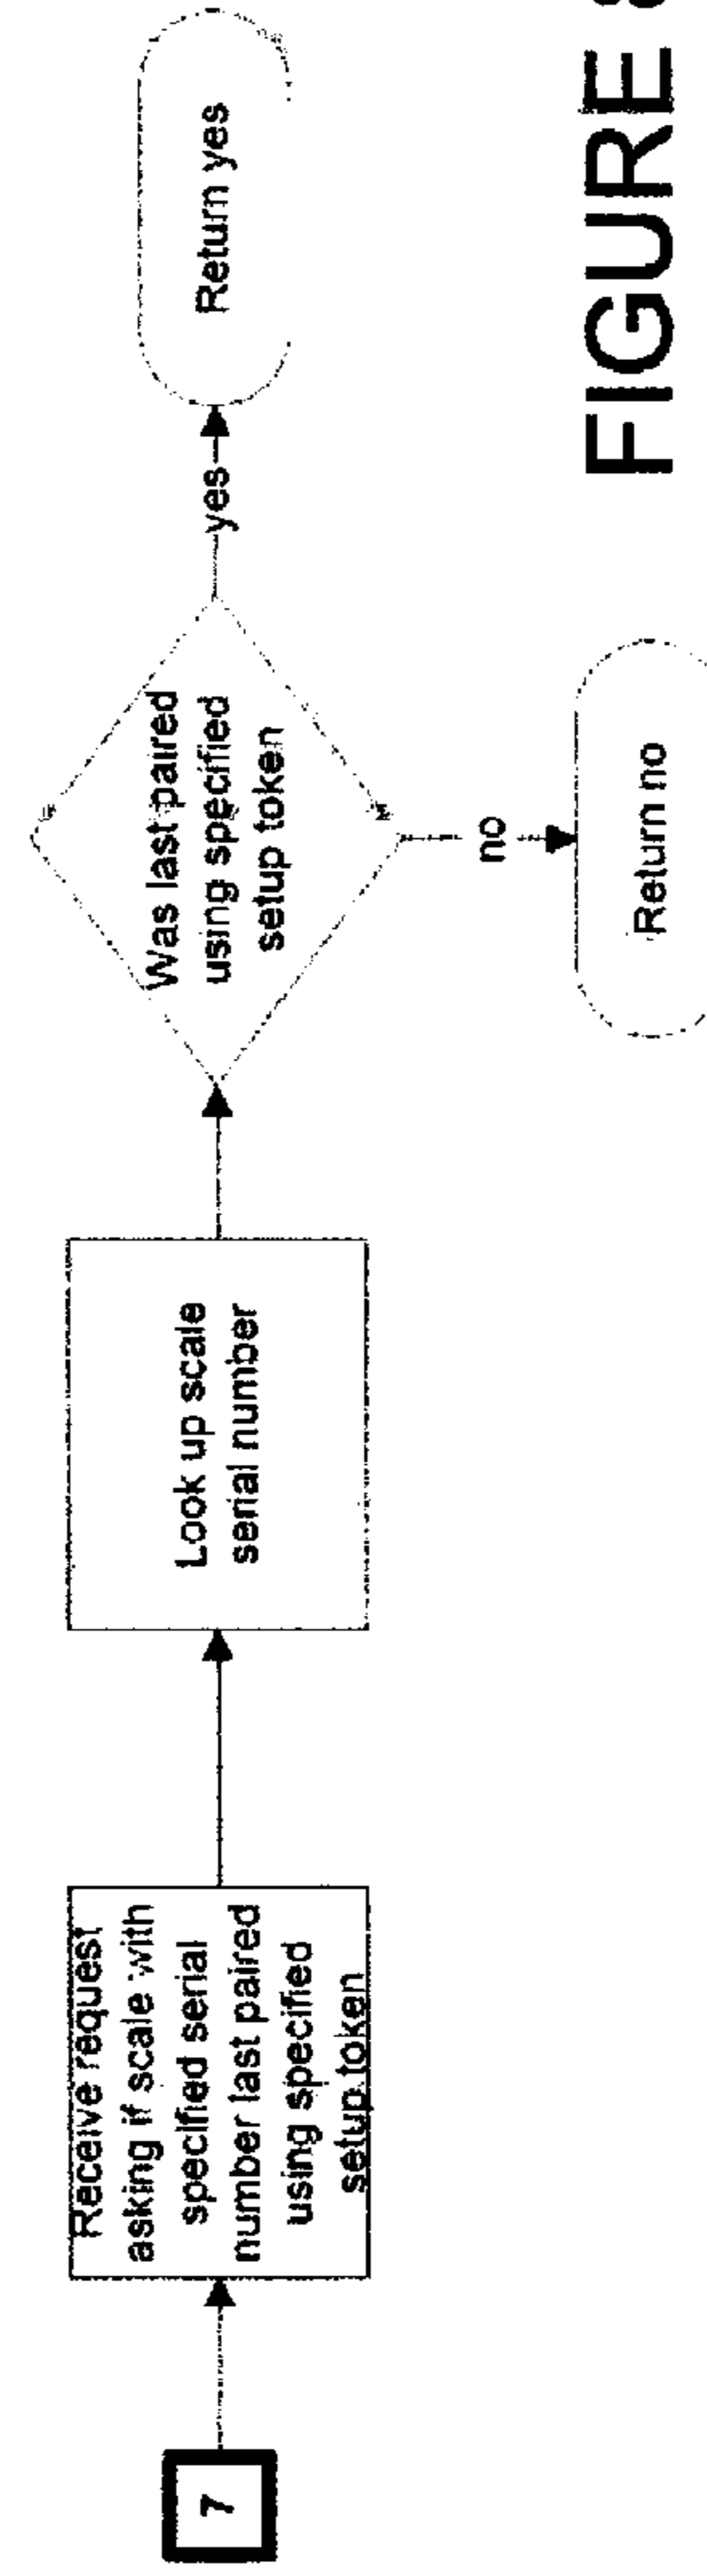 7
Receive request
asking if scale with
specified serial
number last paired
using specified
setup token
Look up scale
serial number
Was last paired
using specified
setup token
yes
Return yes
no
Return no
FIGURE